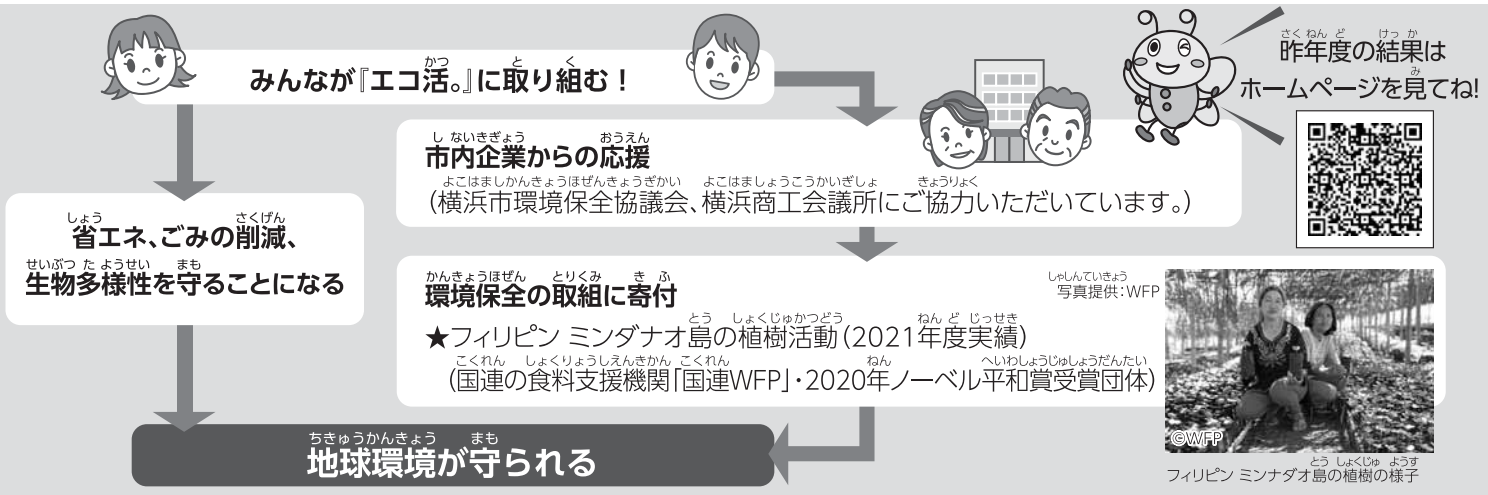 みんなが『エコ活。』に取り組む!
昨年度の結果は
ホームページを見てね!
市内企業からの応援
(横浜市環境保全協議会、横浜商工会議所にご協力いただいています。)
省エネ、ごみの削減、
生物多様性を守ることになる
環境保全の取組に寄付
写真提供:WFP
★フィリピン ミンダナオ島の植樹活動(2021年度実績)
(国連の食料支援機関「国連WFP」・2020年ノーベル平和賞受賞団体)
©WFP
フィリピン ミンナダオ島の植樹の様子
地球環境が守られる